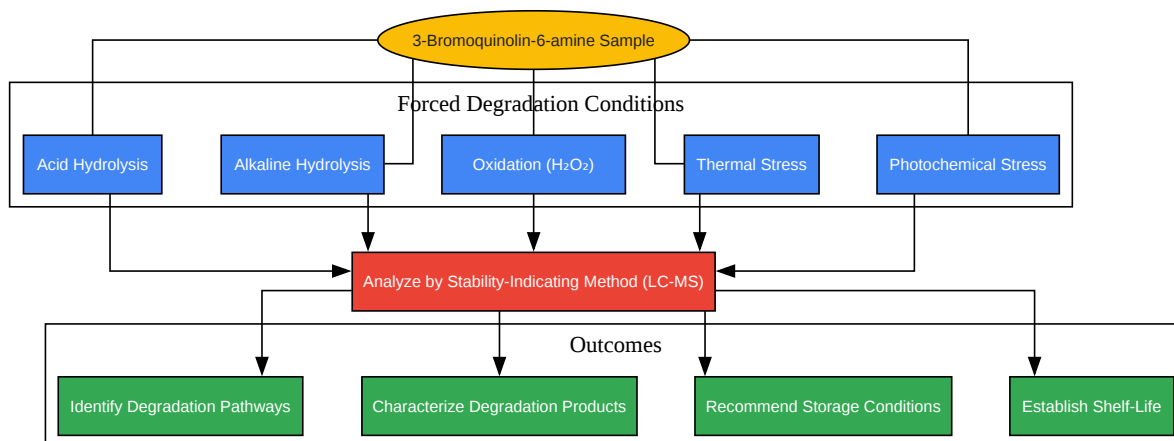 3-Bromoquinolin-6-amine Sample
Forced Degradation Conditions
Acid Hydrolysis
Alkaline Hydrolysis
Oxidation (H₂O₂)
Thermal Stress
Photochemical Stress
Analyze by Stability-Indicating Method (LC-MS)
Outcomes
Identify Degradation Pathways
Characterize Degradation Products
Recommend Storage Conditions
Establish Shelf-Life